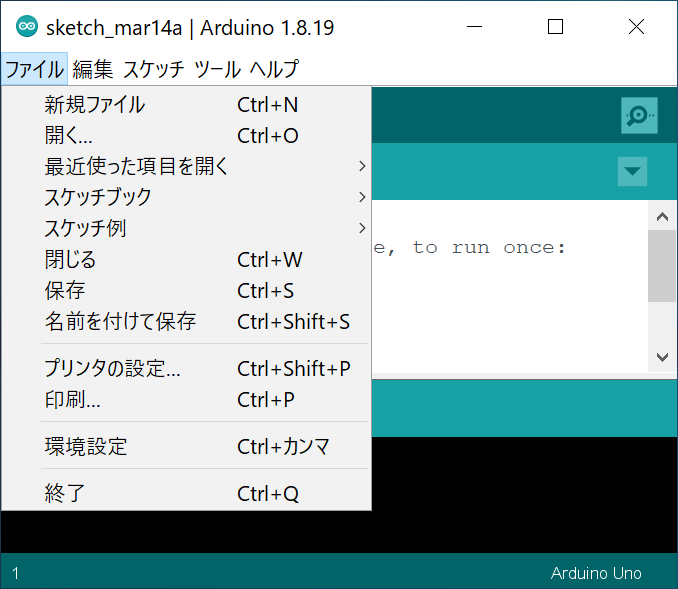 sketch_mar14a | Arduino 1.8.19
ファイル 編集 スケッチ ツール ヘルプ
新規ファイル Ctrl+N
開く... Ctrl+O
最近使った項目を開く
スケッチブック
スケッチ例
閉じる Ctrl+W
保存 Ctrl+S
名前を付けて保存 Ctrl+Shift+S
プリンタの設定... Ctrl+Shift+P
印刷... Ctrl+P
環境設定 Ctrl+カンマ
終了 Ctrl+Q
e, to run once:
1 Arduino Uno